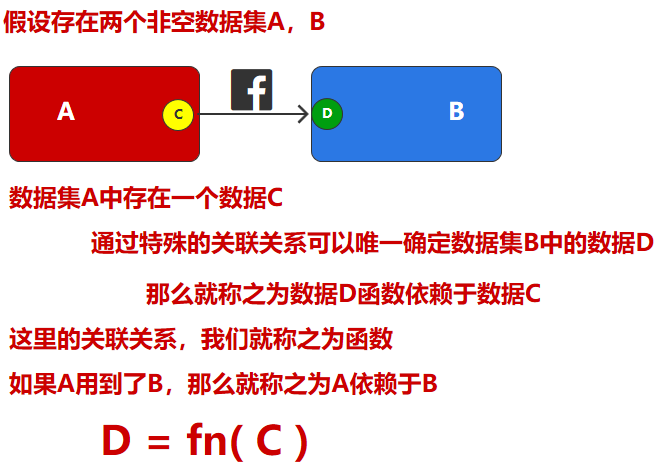 假设存在两个非空数据集A，B
A
C
f
D
B
数据集A中存在一个数据C
通过特殊的关联关系可以唯一确定数据集B中的数据D
那么就称之为数据D函数依赖于数据C
这里的关联关系，我们就称之为函数
如果A用到了B，那么就称之为A依赖于B
D = fn( C )